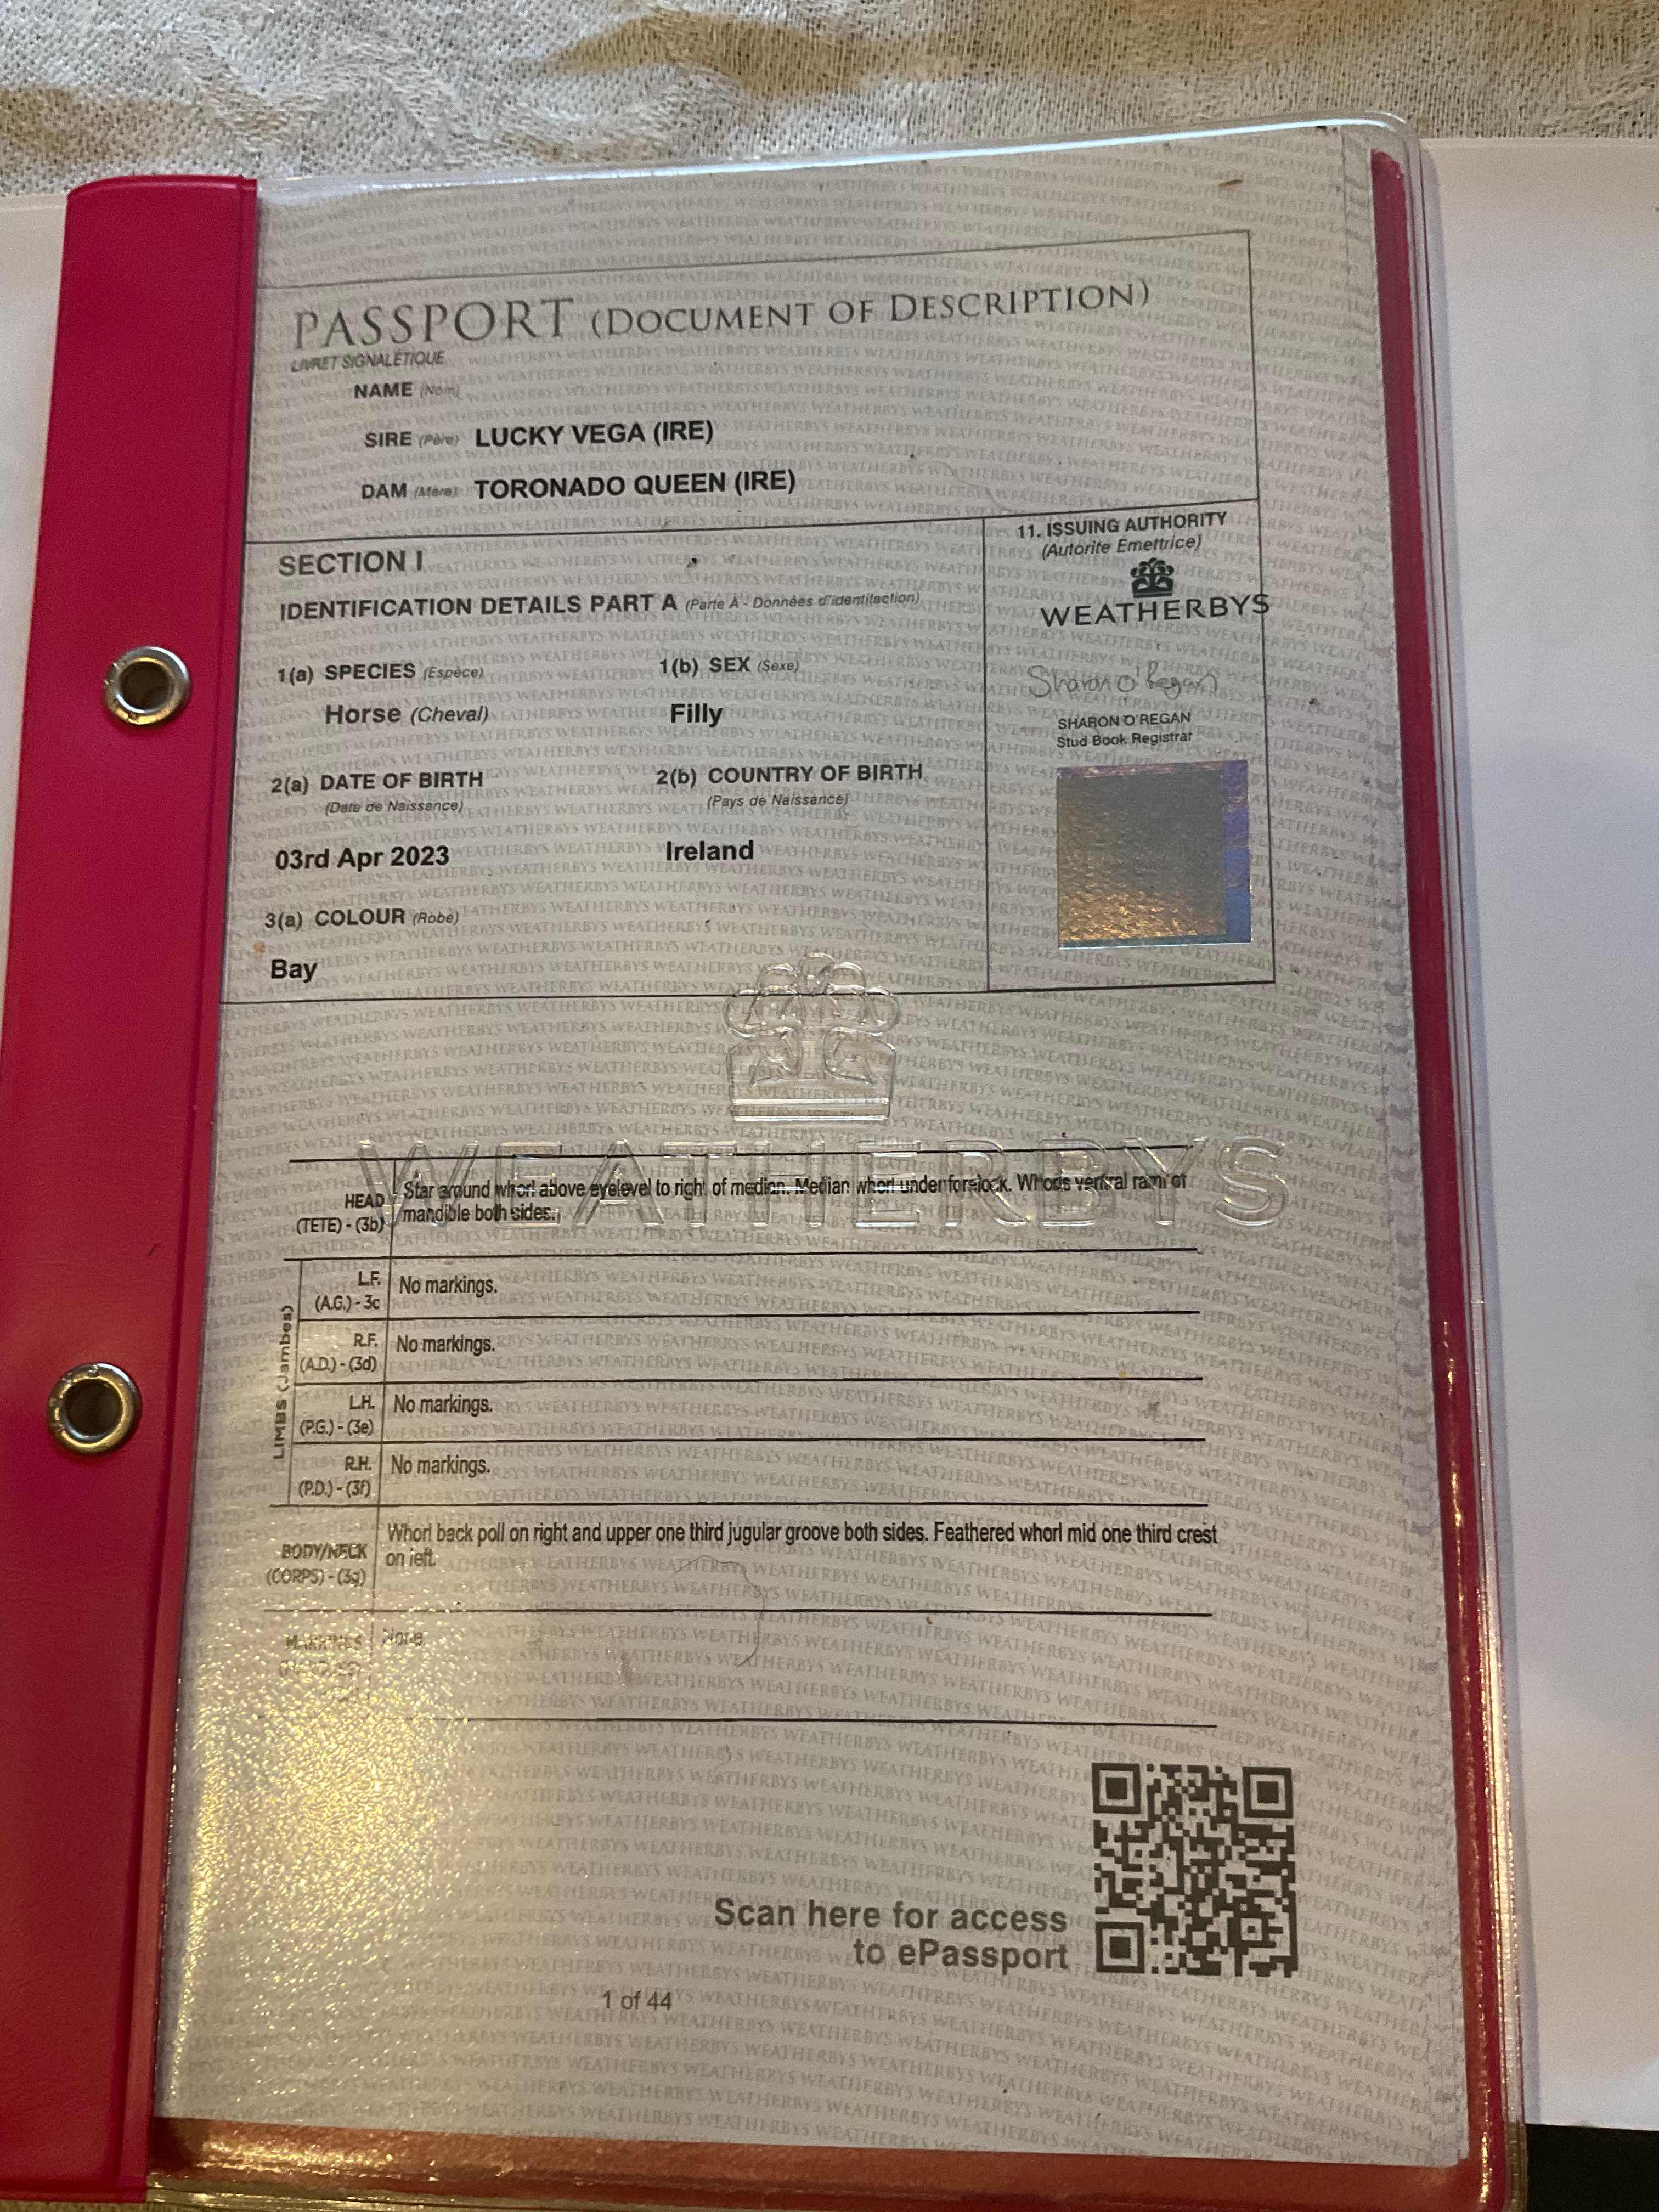 PASSPORT (DOCUMENT OF DESCRIPTION)
LIVRET SIGNALÉTIQUE
NAME (Nom)
SIRE (Père) LUCKY VEGA (IRE)
DAM (Mère) TORONADO QUEEN (IRE)
SECTION I
IDENTIFICATION DETAILS PART A (Parte A - Données d'identifaction)
1(a) SPECIES (Espèce) 1(b) SEX (Sexe)
Horse (Cheval) Filly
2(a) DATE OF BIRTH 2(b) COUNTRY OF BIRTH
(Date de Naissance) (Pays de Naissance)
03rd Apr 2023 Ireland
3(a) COLOUR (Robe)
Bay
11. ISSUING AUTHORITY
(Autorite Emettrice)
WEATHERBYS
Sharon O'Regan
SHARON O'REGAN
Stud Book Registrar
WEATHERBYS
HEAD
(TETE) - (3b)
Star around whorl above eyelevel to right of median. Median whorl under forelock. Whorls ventral rami of
mandible both sides.
LIMBS (Jambes)
L.F.
(A.G.) - 3c
No markings.
R.F.
(A.D.) - (3d)
No markings.
L.H.
(P.G.) - (3e)
No markings.
R.H.
(P.D.) - (3f)
No markings.
BODY/NECK
(CORPS) - (3g)
Whorl back poll on right and upper one third jugular groove both sides. Feathered whorl mid one third crest
on left.
MARKINGS
None
Scan here for access
to ePassport
1 of 44